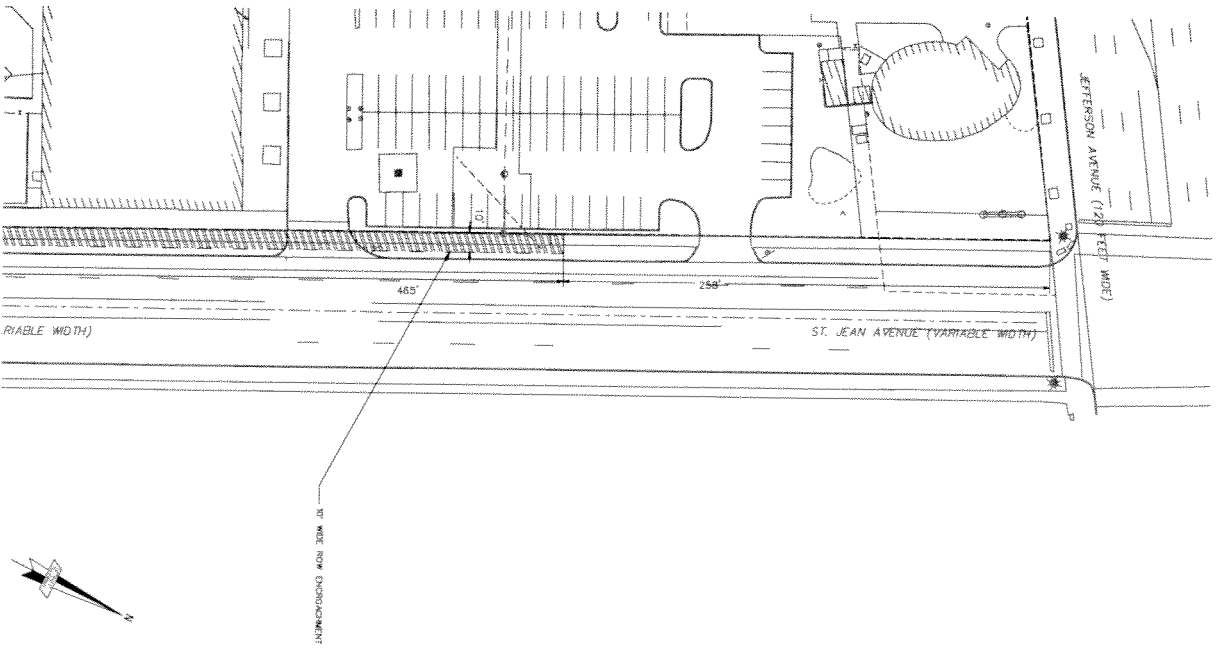 JEFFERSON AVENUE (120 FEET WIDE)
10'
465'
258'
RIABLE WIDTH)
ST. JEAN AVENUE (VARIABLE WIDTH)
10' WIDE ROW ENCROACHMENT
N